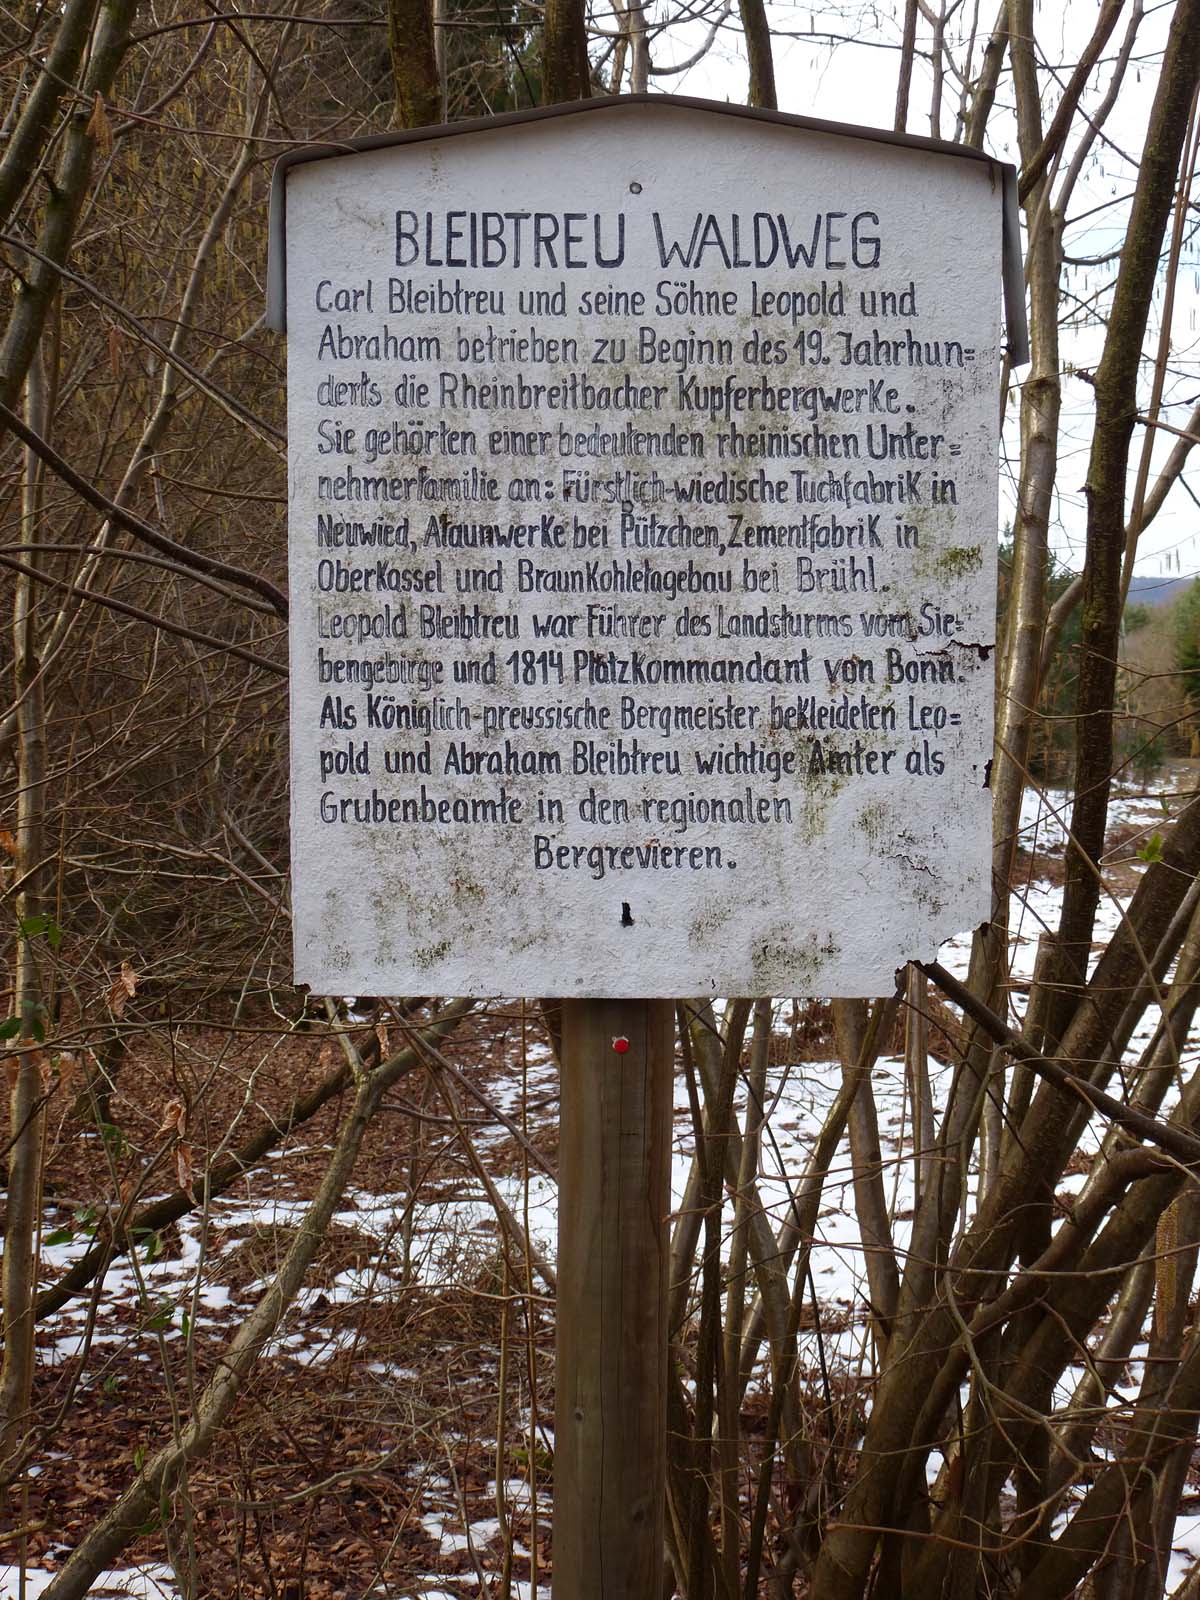 BLEIBTREU WALDWEG
Carl Bleibtreu und seine Söhne Leopold und
Abraham betrieben zu Beginn des 19. Jahrhun=
derts die Rheinbreitbacher Kupferbergwerke.
Sie gehörten einer bedeutenden rheinischen Unter=
nehmerfamilie an: Fürstlich-wiedische Tuchfabrik in
Neuwied, Alaunwerke bei Pützchen, Zementfabrik in
Oberkassel und Braunkohletagebau bei Brühl.
Leopold Bleibtreu war Führer des Landsturms vom Sie=
bengebirge und 1814 Platzkommandant von Bonn.
Als Königlich-preussische Bergmeister bekleideten Leo=
pold und Abraham Bleibtreu wichtige Ämter als
Grubenbeamte in den regionalen
Bergrevieren.